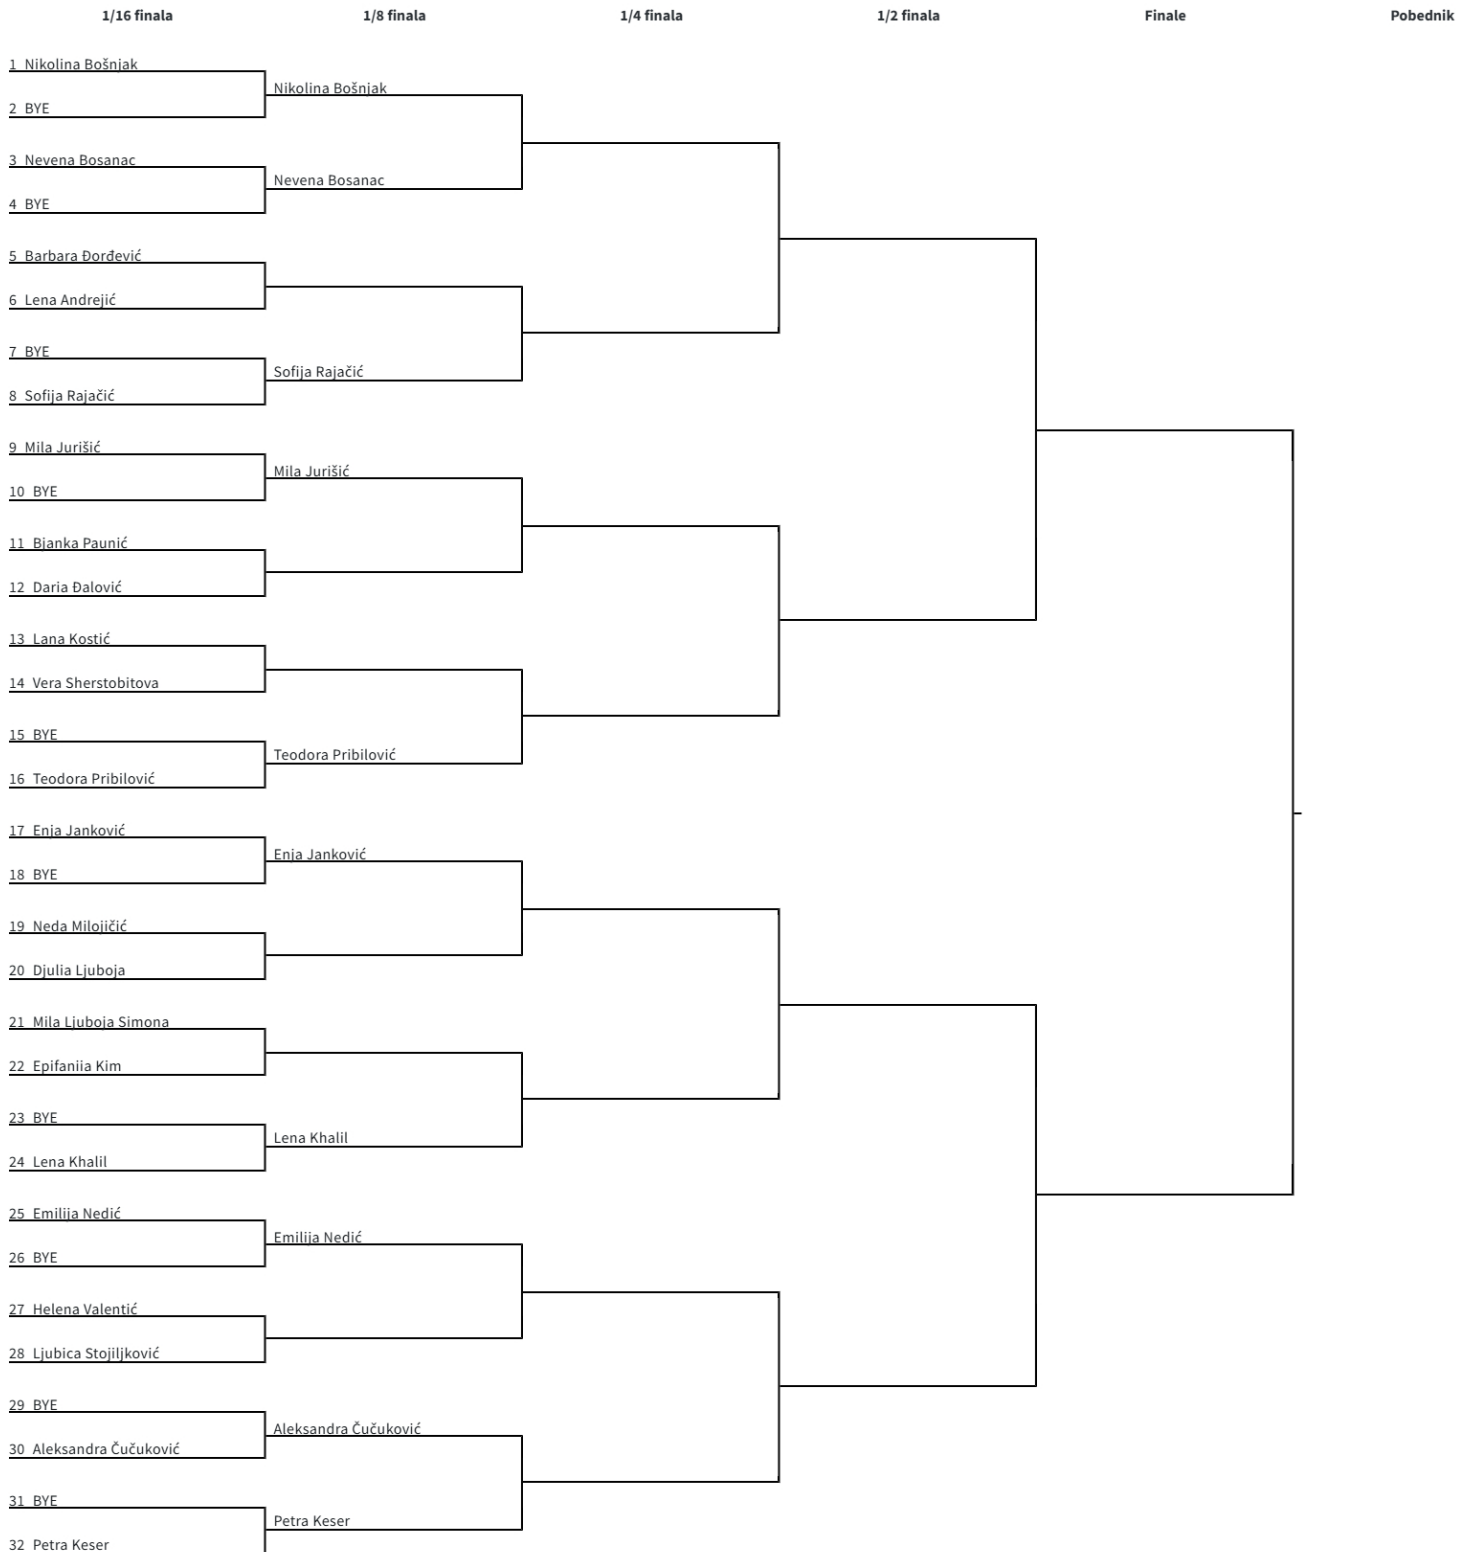 1/16 finala
1/8 finala
1/4 finala
1/2 finala
Finale
Pobednik
1 Nikolina Bošnjak
Nikolina Bošnjak
2 BYE
3 Nevena Bosanac
Nevena Bosanac
4 BYE
5 Barbara Đorđević
6 Lena Andrejić
7 BYE
Sofija Rajačić
8 Sofija Rajačić
9 Mila Jurišić
Mila Jurišić
10 BYE
11 Bjanka Paunić
12 Daria Đalović
13 Lana Kostić
14 Vera Sherstobitova
15 BYE
Teodora Pribilović
16 Teodora Pribilović
17 Enja Janković
Enja Janković
18 BYE
19 Neda Milojičić
20 Djulia Ljuboja
21 Mila Ljuboja Simona
22 Epifaniia Kim
23 BYE
Lena Khalil
24 Lena Khalil
25 Emilija Nedić
Emilija Nedić
26 BYE
27 Helena Valentić
28 Ljubica Stojiljković
29 BYE
Aleksandra Čučuković
30 Aleksandra Čučuković
31 BYE
Petra Keser
32 Petra Keser